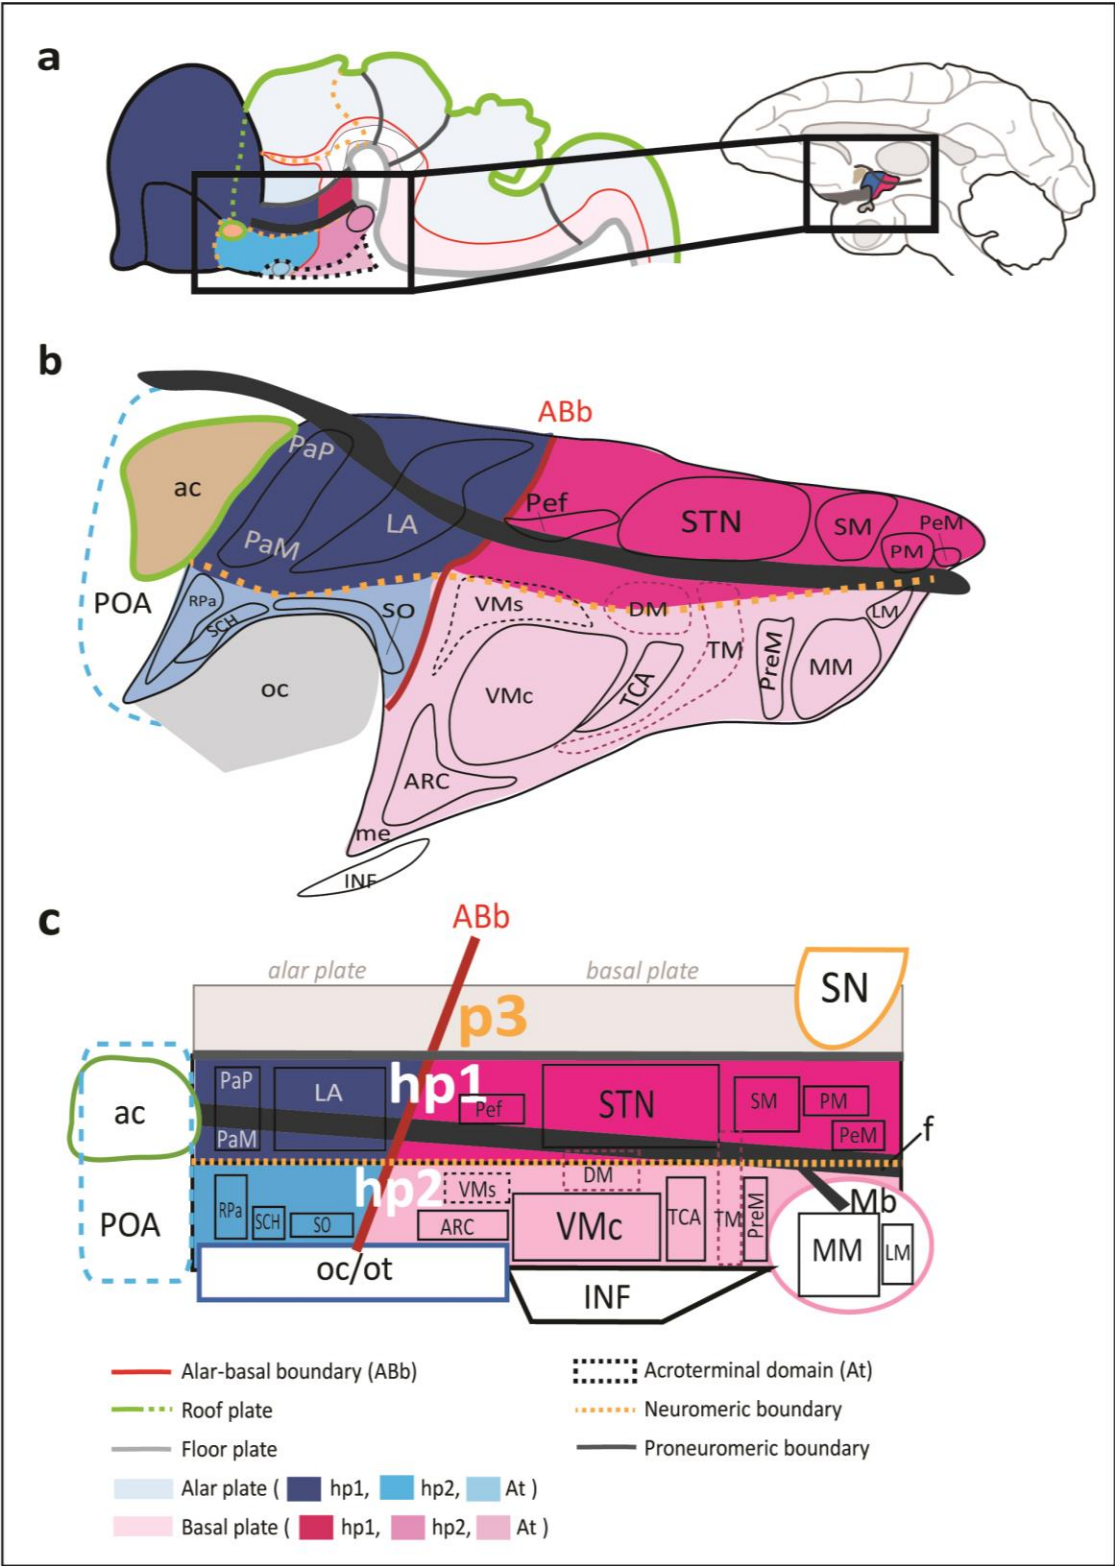 a
b
ABb
PaP
ac
Pef
STN
SM
PeM
LA
PM
PaM
POA
RPa
SCH
SO
VMs
DM
LM
TM
PreM
MM
oc
VMc
TCA
ARC
me
INF
c
ABb
alar plate
basal plate
SN
p3
PaP
LA
hp1
Pef
STN
SM
PM
ac
PaM
PeM
f
hp2
VMs
DM
Mb
POA
RPa
SCH
SO
ARC
VMc
TCA
TM
PreM
MM
LM
oc/ot
INF
Alar-basal boundary (ABb)
Acroterminal domain (At)
Roof plate
Neuromeric boundary
Floor plate
Proneuromeric boundary
Alar plate ( hp1, hp2, At )
Basal plate ( hp1, hp2, At )